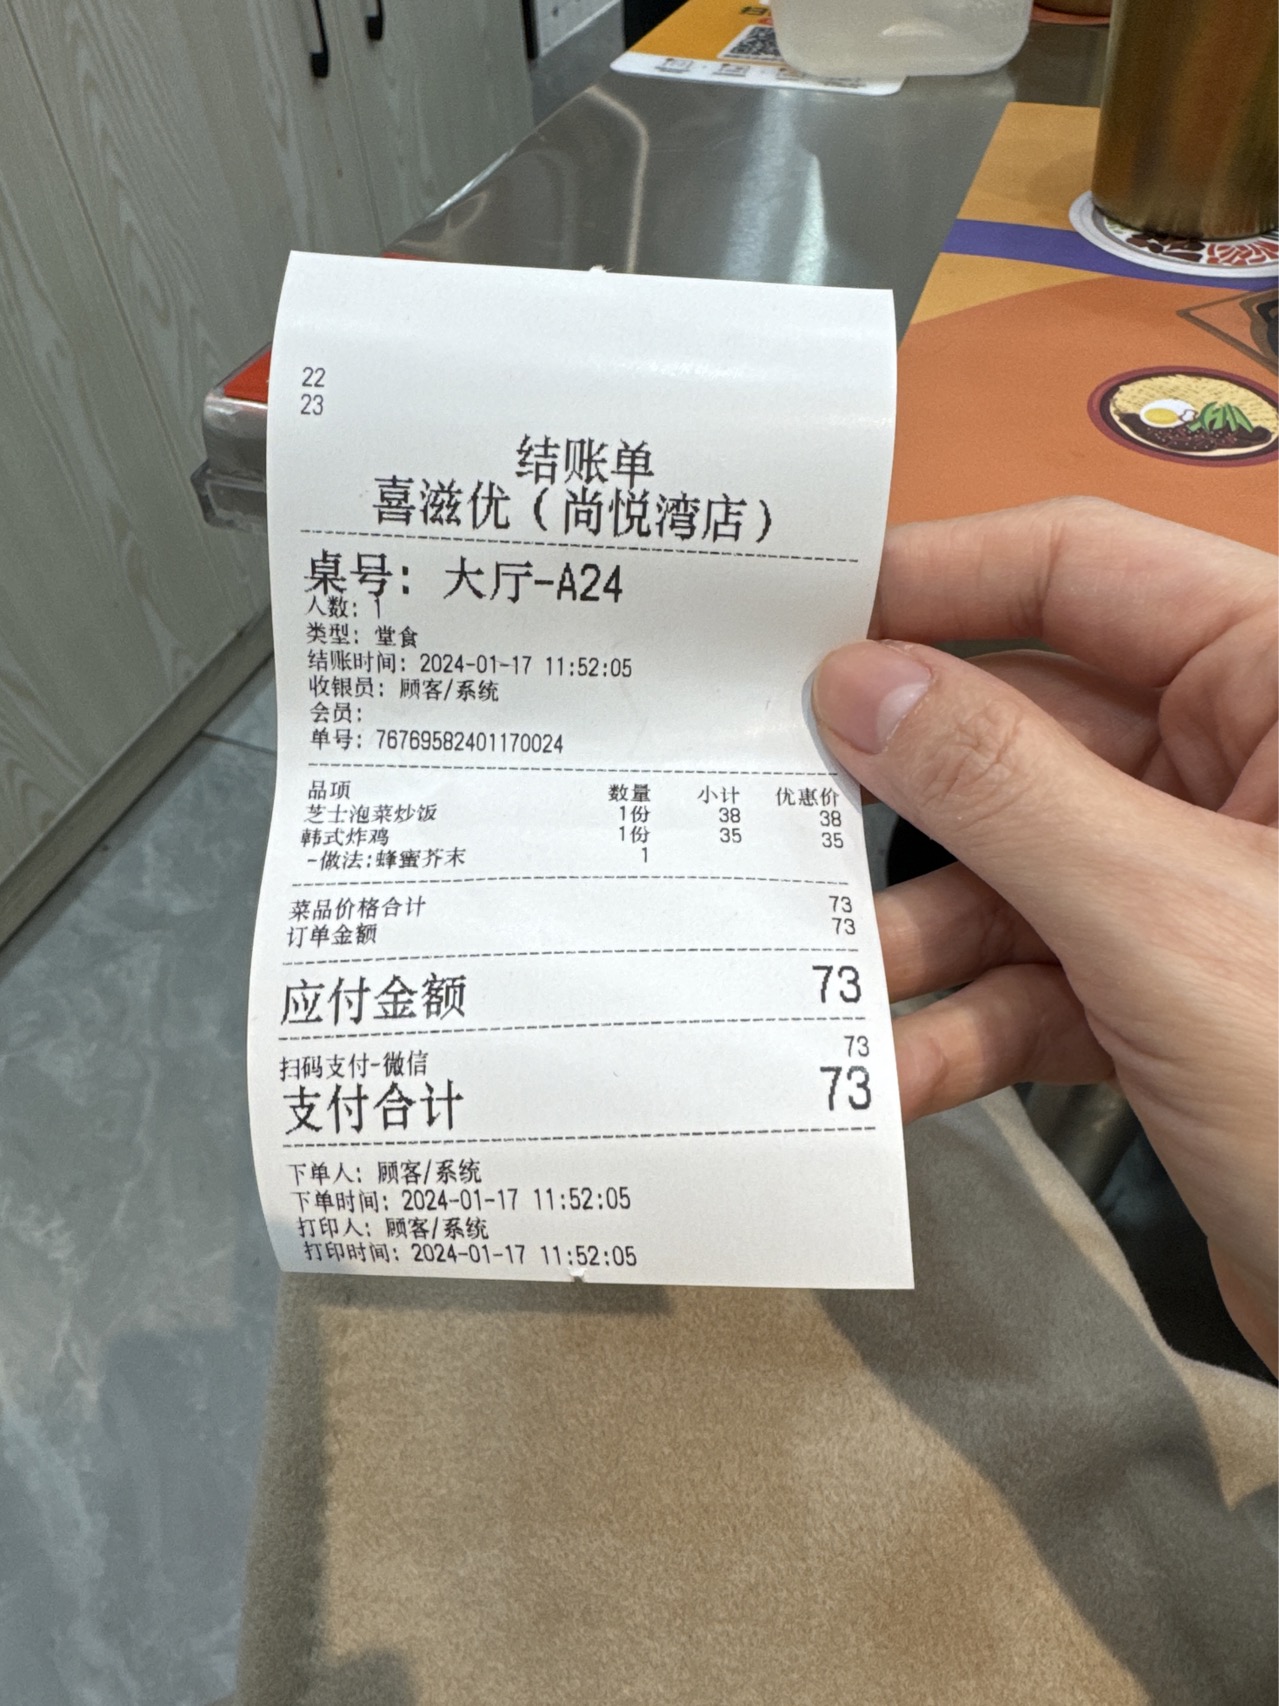 22
23
结账单
喜滋优（尚悦湾店）
桌号： 大厅-A24
人数： 1
类型： 堂食
结账时间： 2024-01-17 11:52:05
收银员： 顾客/系统
会员：
单号： 76769582401170024
品项 数量 小计 优惠价
芝士泡菜炒饭 1份 38 38
韩式炸鸡 1份 35 35
-做法:蜂蜜芥末 1
菜品价格合计 73
订单金额 73
应付金额 73
扫码支付-微信 73
支付合计 73
下单人： 顾客/系统
下单时间： 2024-01-17 11:52:05
打印人： 顾客/系统
打印时间： 2024-01-17 11:52:05